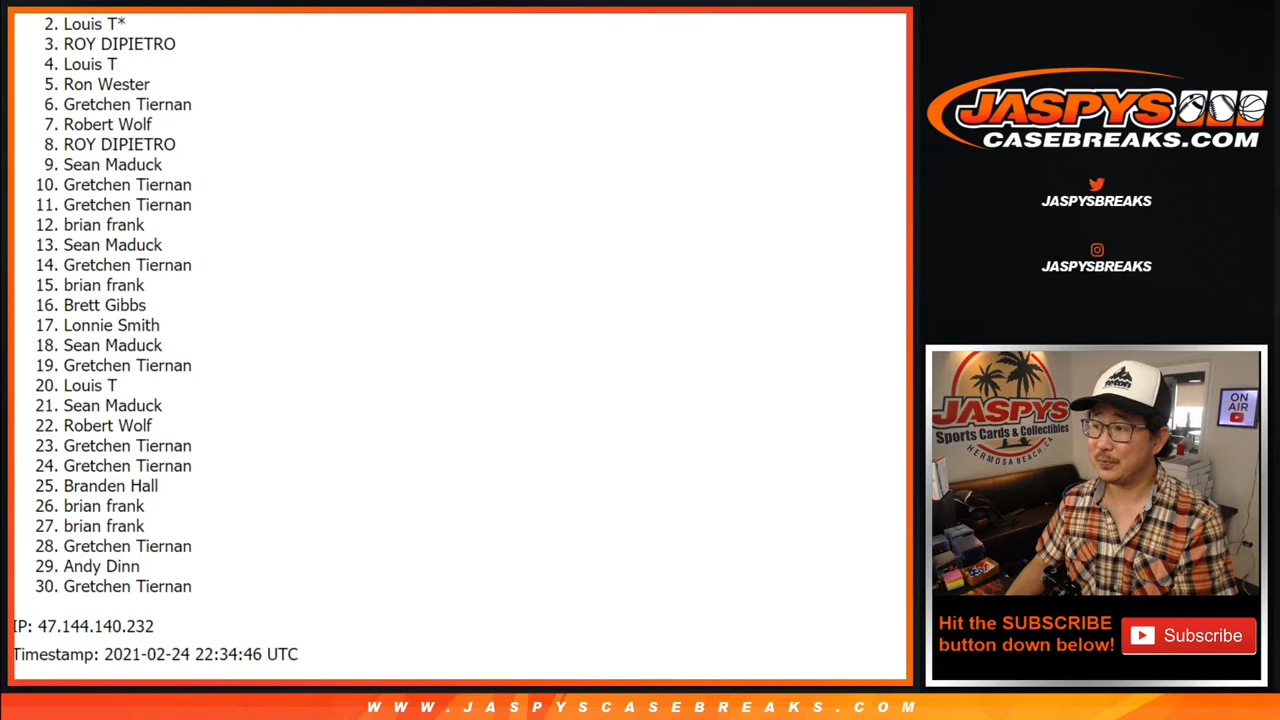 2. Louis T*
3. ROY DIPIETRO
4. Louis T
5. Ron Wester
6. Gretchen Tiernan
7. Robert Wolf
8. ROY DIPIETRO
9. Sean Maduck
10. Gretchen Tiernan
11. Gretchen Tiernan
12. brian frank
13. Sean Maduck
14. Gretchen Tiernan
15. brian frank
16. Brett Gibbs
17. Lonnie Smith
18. Sean Maduck
19. Gretchen Tiernan
20. Louis T
21. Sean Maduck
22. Robert Wolf
23. Gretchen Tiernan
24. Gretchen Tiernan
25. Branden Hall
26. brian frank
27. brian frank
28. Gretchen Tiernan
29. Andy Dinn
30. Gretchen Tiernan
IP: 47.144.140.232
Timestamp: 2021-02-24 22:34:46 UTC
JASPYS
CASEBREAKS.COM
JASPYSBREAKS
JASPYSBREAKS
JASPYS
Sports Cards & Collectibles
HERMOSA BEACH, CA
ON
AIR
Hit the SUBSCRIBE
button down below!
Subscribe
WWW.JASPYSCASEBREAKS.COM